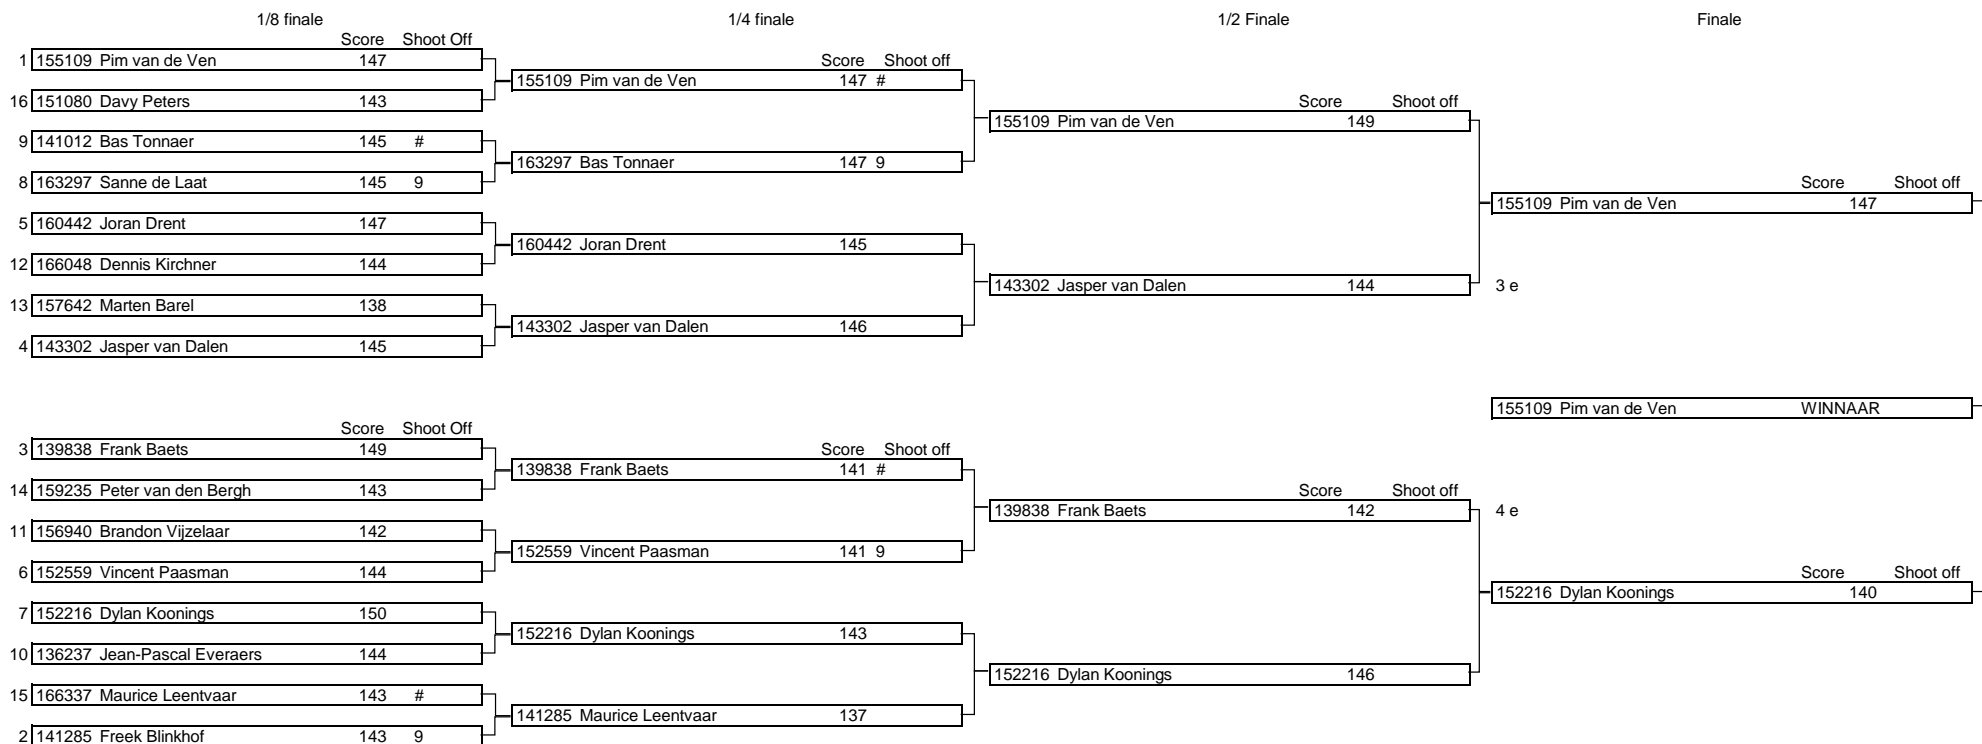 1/8 finale 1/4 finale 1/2 Finale Finale
Score Shoot Off
1 155109 Pim van de Ven 147
Score Shoot off
155109 Pim van de Ven 147 #
16 151080 Davy Peters 143
Score Shoot off
155109 Pim van de Ven 149
9 141012 Bas Tonnaer 145 #
163297 Bas Tonnaer 147 9
8 163297 Sanne de Laat 145 9
Score Shoot off
155109 Pim van de Ven 147
5 160442 Joran Drent 147
160442 Joran Drent 145
12 166048 Dennis Kirchner 144
143302 Jasper van Dalen 144 3 e
13 157642 Marten Barel 138
143302 Jasper van Dalen 146
4 143302 Jasper van Dalen 145
155109 Pim van de Ven WINNAAR
Score Shoot Off
3 139838 Frank Baets 149
Score Shoot off
139838 Frank Baets 141 #
14 159235 Peter van den Bergh 143
Score Shoot off
139838 Frank Baets 142 4 e
11 156940 Brandon Vijzelaar 142
152559 Vincent Paasman 141 9
6 152559 Vincent Paasman 144
Score Shoot off
152216 Dylan Koonings 140
7 152216 Dylan Koonings 150
152216 Dylan Koonings 143
10 136237 Jean-Pascal Everaers 144
152216 Dylan Koonings 146
15 166337 Maurice Leentvaar 143 #
141285 Maurice Leentvaar 137
2 141285 Freek Blinkhof 143 9